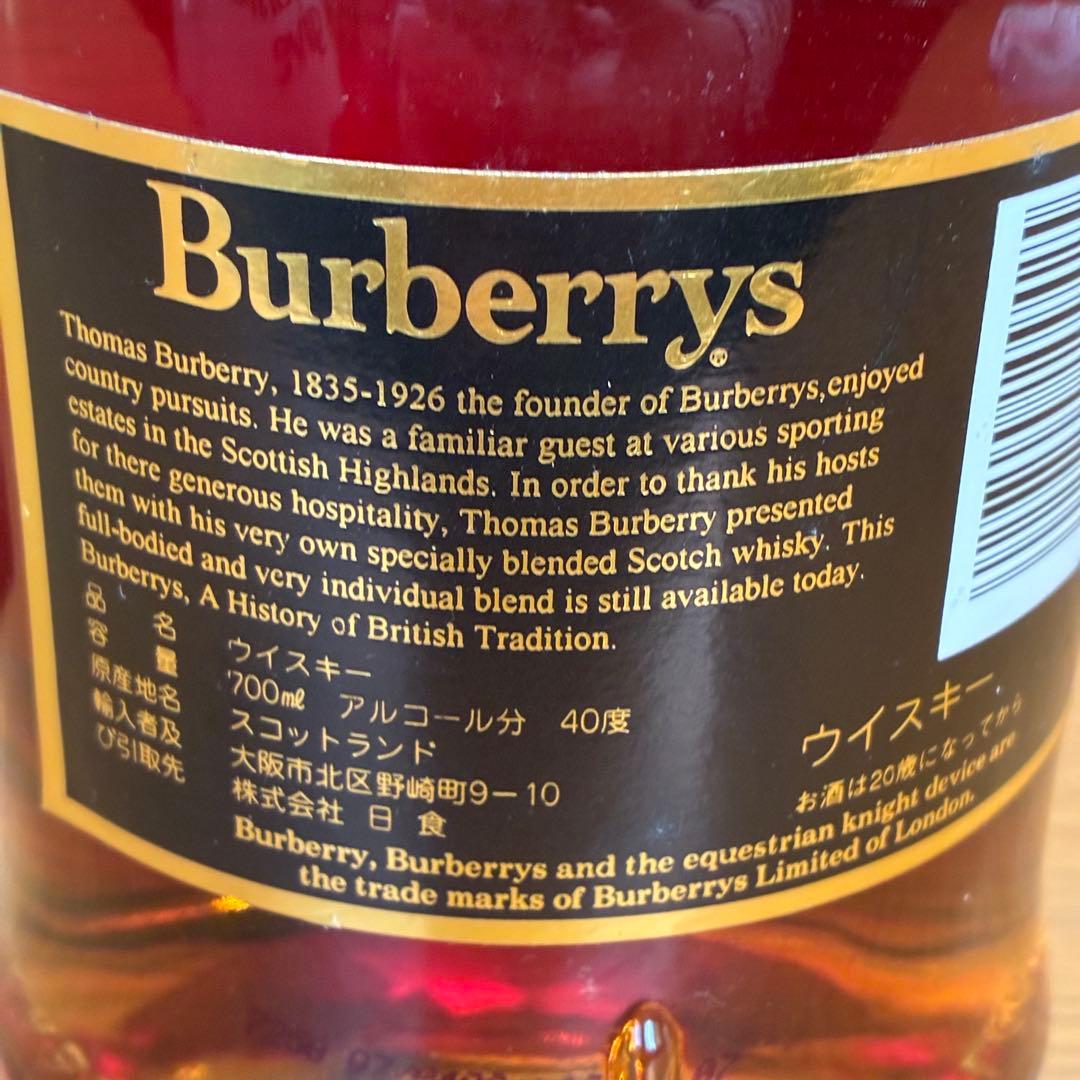 Burberrys®
Thomas Burberry, 1835-1926 the founder of Burberrys,enjoyed
country pursuits. He was a familiar guest at various sporting
estates in the Scottish Highlands. In order to thank his hosts
for there generous hospitality, Thomas Burberry presented
them with his very own specially blended Scotch whisky. This
full-bodied and very individual blend is still available today.
Burberrys, A History of British Tradition.
品名 ウイスキー
容量 700㎖ アルコール分 40度
原産地名 スコットランド
輸入者及 大阪市北区野崎町9-10
び引取先 株式会社 日食
ウイスキー
お酒は20歳になってから
Burberry, Burberrys and the equestrian knight device are
the trade marks of Burberrys Limited of London.